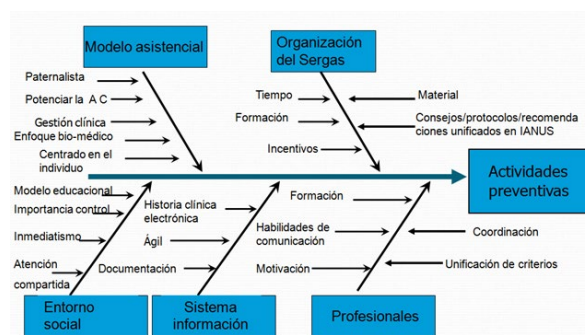 Modelo asistencial
Organización
del Sergas
Paternalista
Potenciar la A C
Gestión clínica
Enfoque bio-médico
Centrado en el
individuo
Tiempo
Formación
Incentivos
Material
Consejos/protocolos/recomenda
ciones unificados en IANUS
Actividades
preventivas
Modelo educacional
Importancia control
Inmediatismo
Atención
compartida
Historia clínica
electrónica
Ágil
Documentación
Formación
Habilidades de
comunicación
Motivación
Coordinación
Unificación de criterios
Entorno
social
Sistema
información
Profesionales